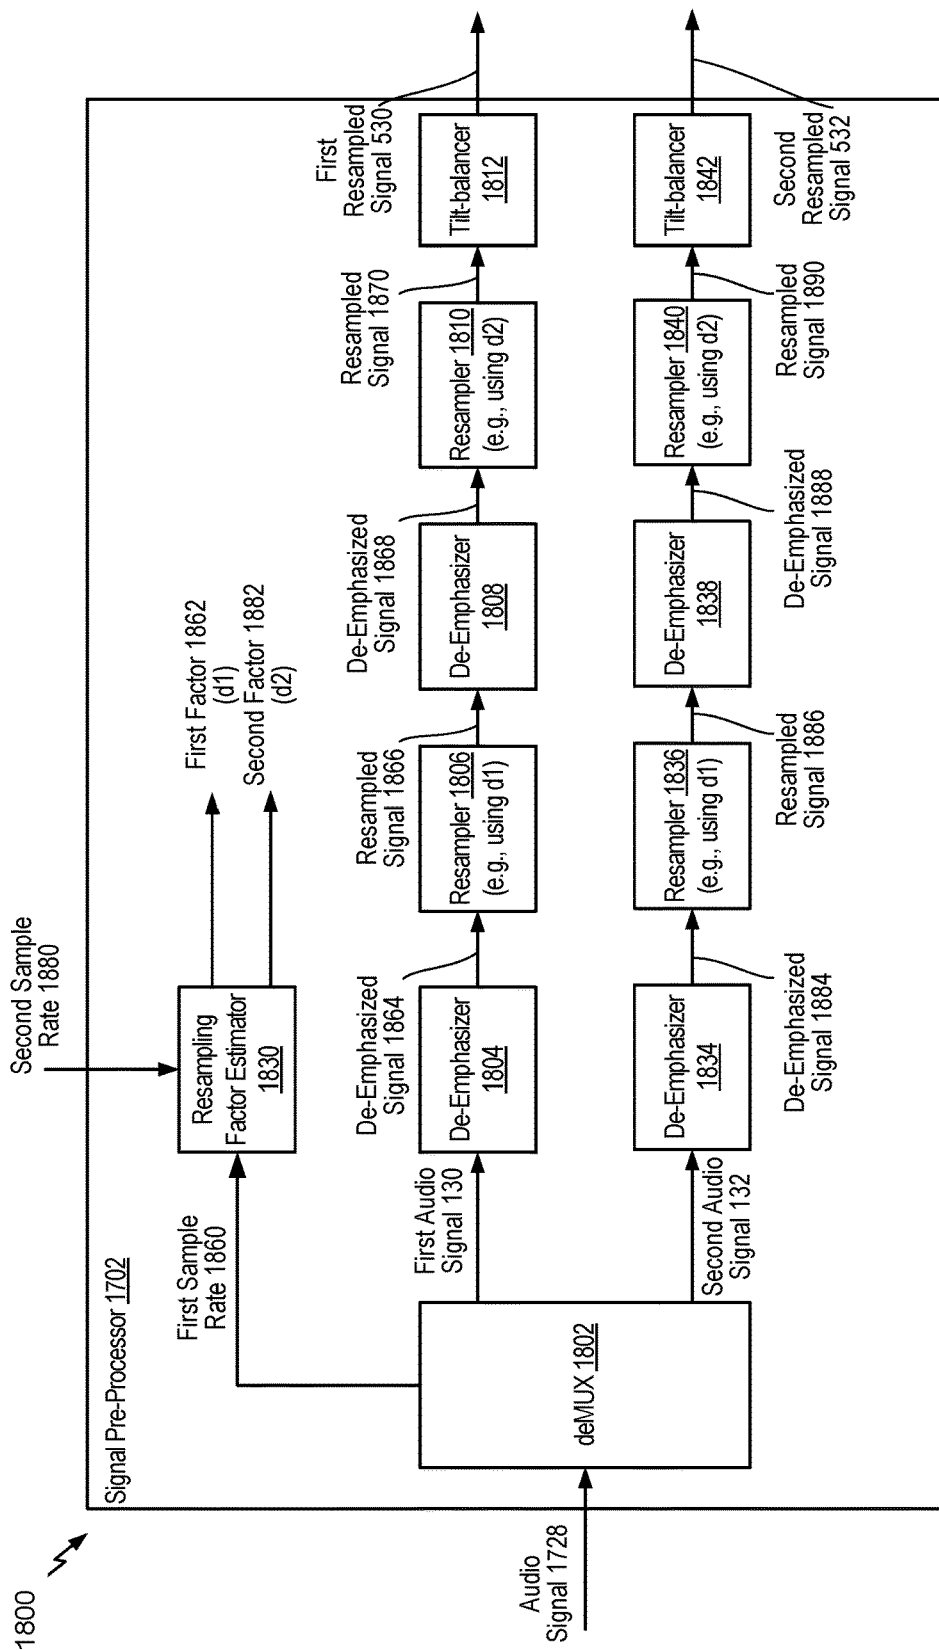 1800
Signal Pre-Processor 1702
Second Sample
Rate 1880
First Sample
Rate 1860
Resampling
Factor Estimator
1830
First Factor 1862
(d1)
Second Factor 1882
(d2)
Audio
Signal 1728
deMUX 1802
First Audio
Signal 130
De-Emphasizer
1804
De-Emphasized
Signal 1864
Resampler 1806
(e.g., using d1)
Resampled
Signal 1866
De-Emphasizer
1808
De-Emphasized
Signal 1868
Resampler 1810
(e.g., using d2)
Resampled
Signal 1870
Tilt-balancer
1812
First
Resampled
Signal 530
Second Audio
Signal 132
De-Emphasizer
1834
De-Emphasized
Signal 1884
Resampler 1836
(e.g., using d1)
Resampled
Signal 1886
De-Emphasizer
1838
De-Emphasized
Signal 1888
Resampler 1840
(e.g., using d2)
Resampled
Signal 1890
Tilt-balancer
1842
Second
Resampled
Signal 532